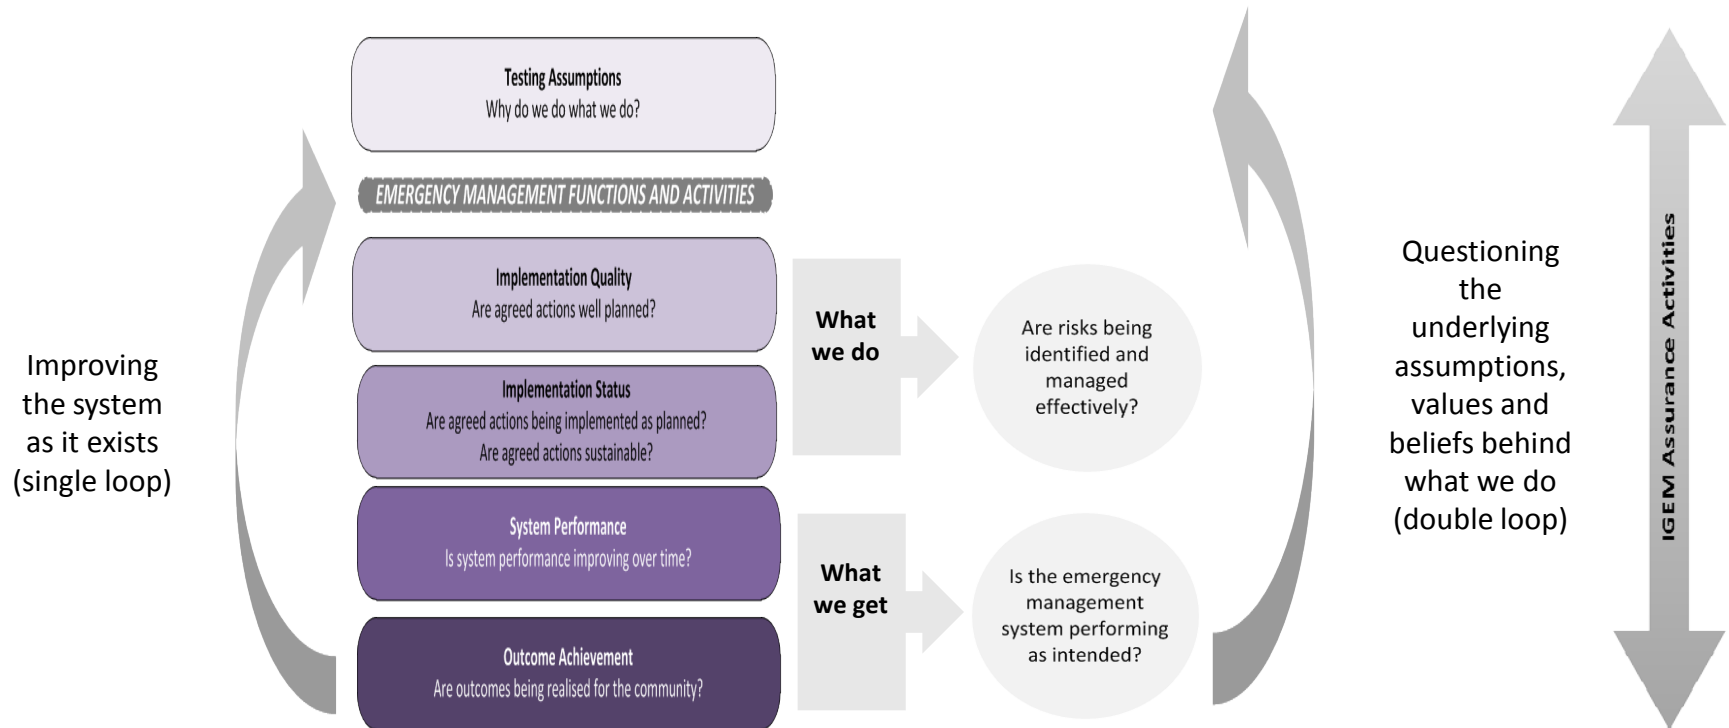 Testing Assumptions
Why do we do what we do?
EMERGENCY MANAGEMENT FUNCTIONS AND ACTIVITIES
Implementation Quality
Are agreed actions well planned?
Implementation Status
Are agreed actions being implemented as planned?
Are agreed actions sustainable?
System Performance
Is system performance improving over time?
Outcome Achievement
Are outcomes being realised for the community?
Improving
the system
as it exists
(single loop)
What
we do
Are risks being
identified and
managed
effectively?
What
we get
Is the emergency
management
system performing
as intended?
Questioning
the
underlying
assumptions,
values and
beliefs behind
what we do
(double loop)
IGEM Assurance Activities